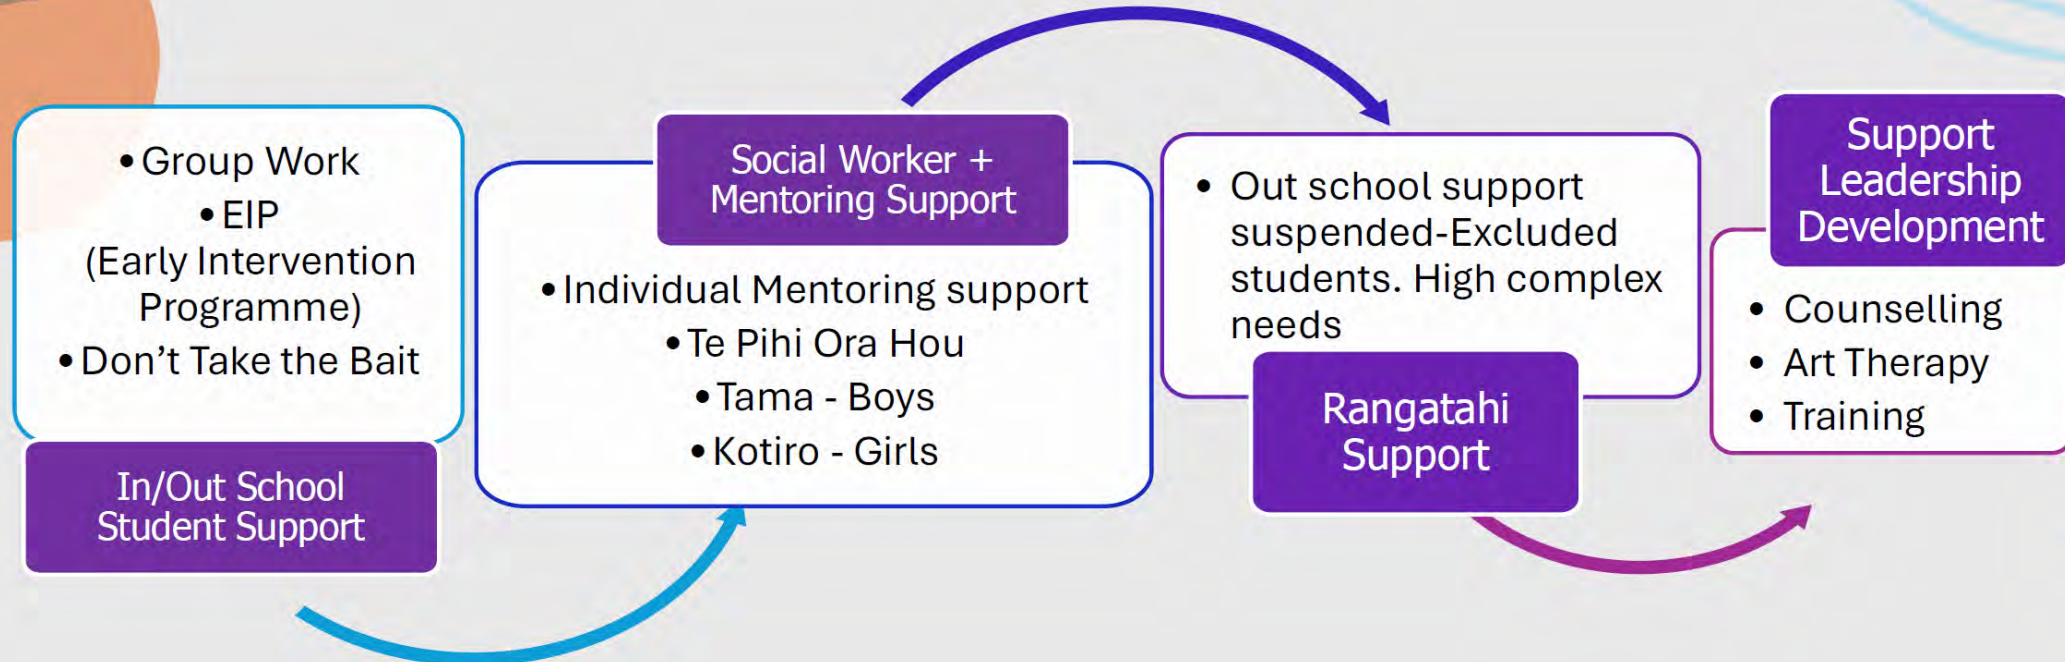 • Group Work
• EIP
(Early Intervention
Programme)
• Don’t Take the Bait
In/Out School
Student Support
Social Worker +
Mentoring Support
• Individual Mentoring support
• Te Pihi Ora Hou
• Tama - Boys
• Kotiro - Girls
• Out school support
suspended-Excluded
students. High complex
needs
Rangatahi
Support
Support
Leadership
Development
• Counselling
• Art Therapy
• Training